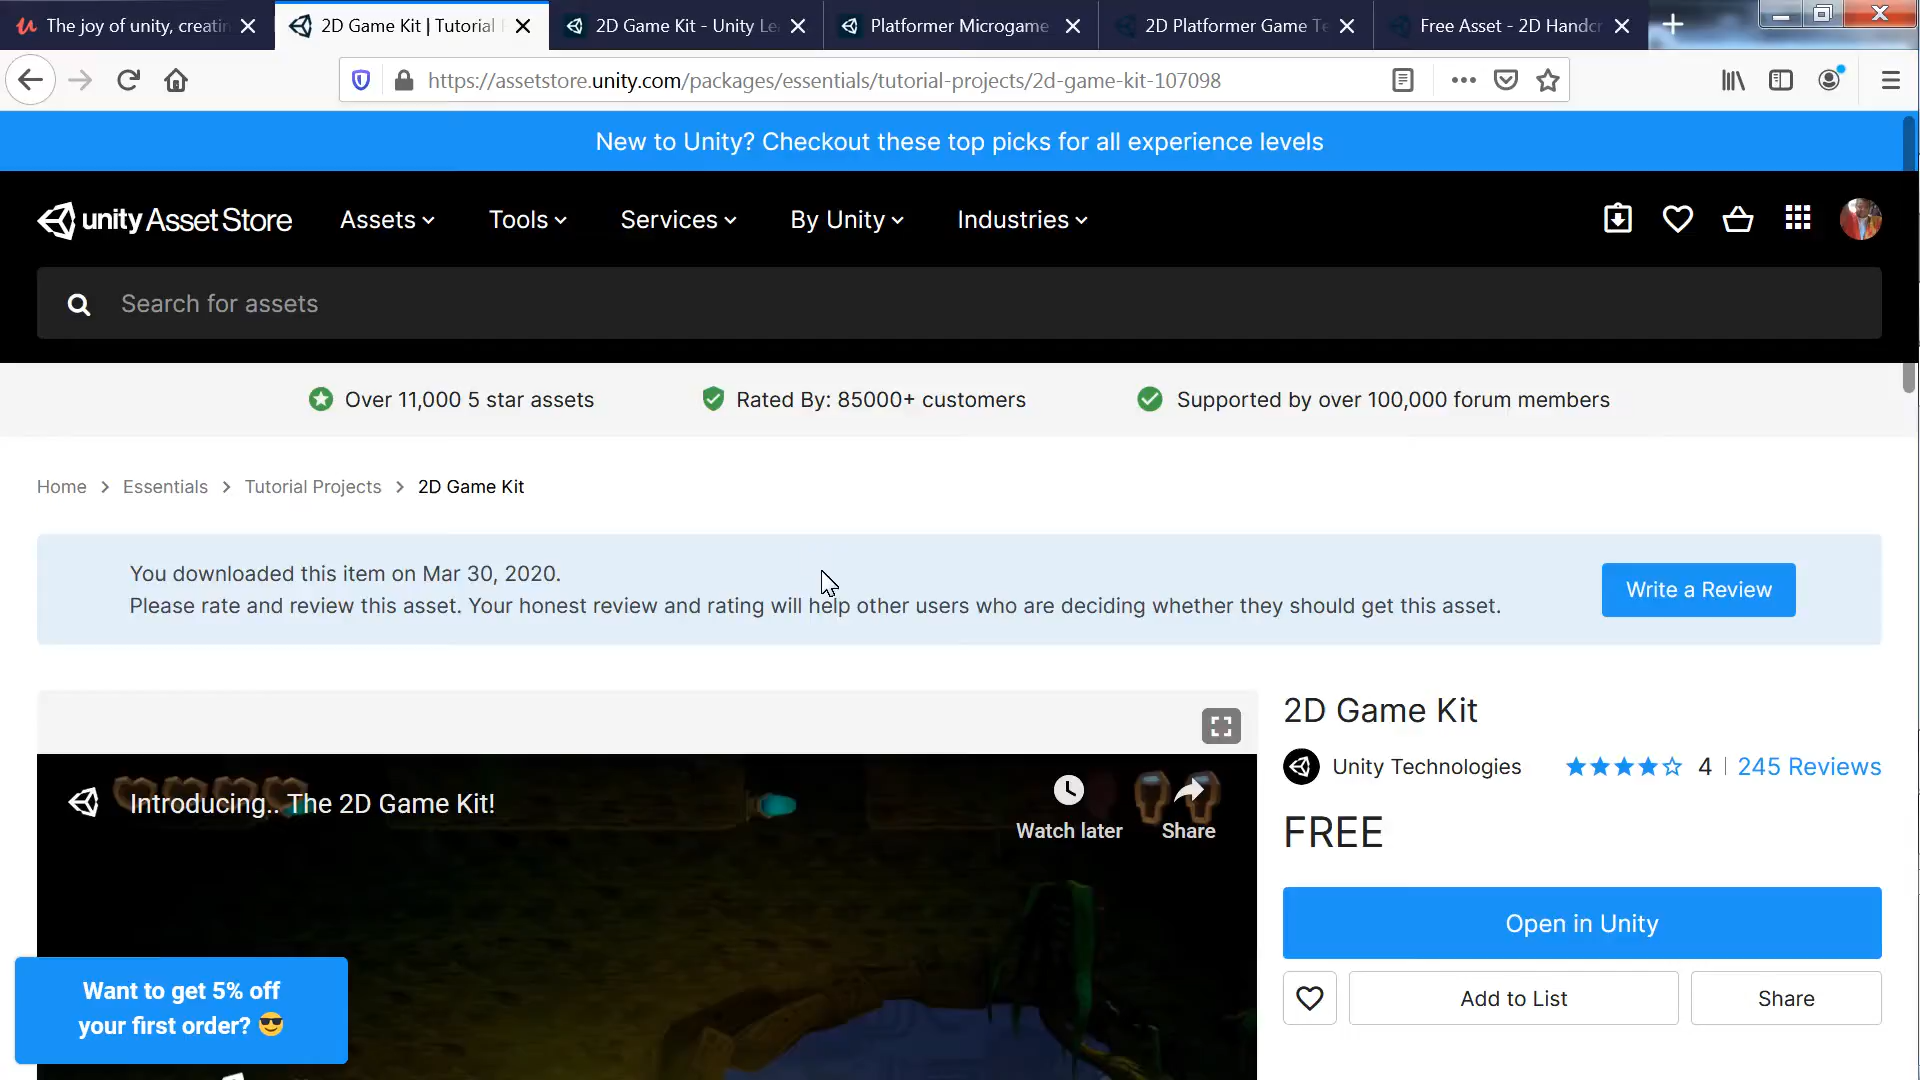 The joy of unity, creatin
2D Game Kit | Tutorial
2D Game Kit - Unity Le
Platformer Microgame
2D Platformer Game Te
Free Asset - 2D Handcr
https://assetstore.unity.com/packages/essentials/tutorial-projects/2d-game-kit-107098
New to Unity? Checkout these top picks for all experience levels
unity Asset Store
Assets
Tools
Services
By Unity
Industries
Search for assets
Over 11,000 5 star assets
Rated By: 85000+ customers
Supported by over 100,000 forum members
Home > Essentials > Tutorial Projects > 2D Game Kit
You downloaded this item on Mar 30, 2020.
Please rate and review this asset. Your honest review and rating will help other users who are deciding whether they should get this asset.
Write a Review
Introducing.. The 2D Game Kit!
Watch later
Share
2D Game Kit
Unity Technologies
4 | 245 Reviews
FREE
Open in Unity
Add to List
Share
Want to get 5% off
your first order? 😎